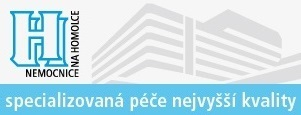 NEMOCNICE
NA HOMOLCE
specializovaná péče nejvyšší kvality